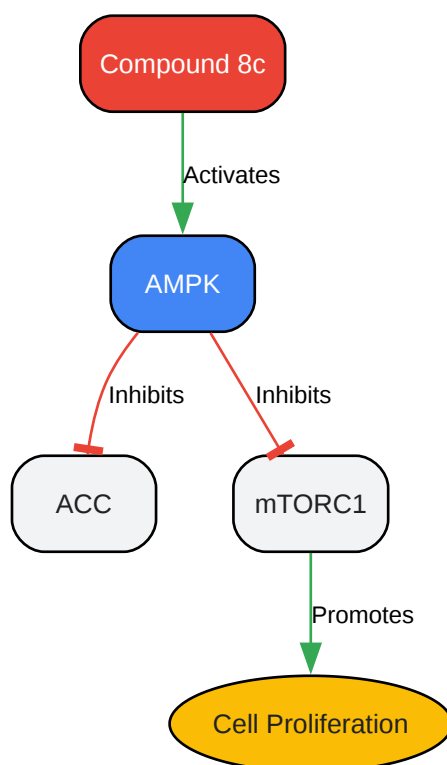 Compound 8c
Activates
AMPK
Inhibits
Inhibits
ACC
mTORC1
Promotes
Cell Proliferation